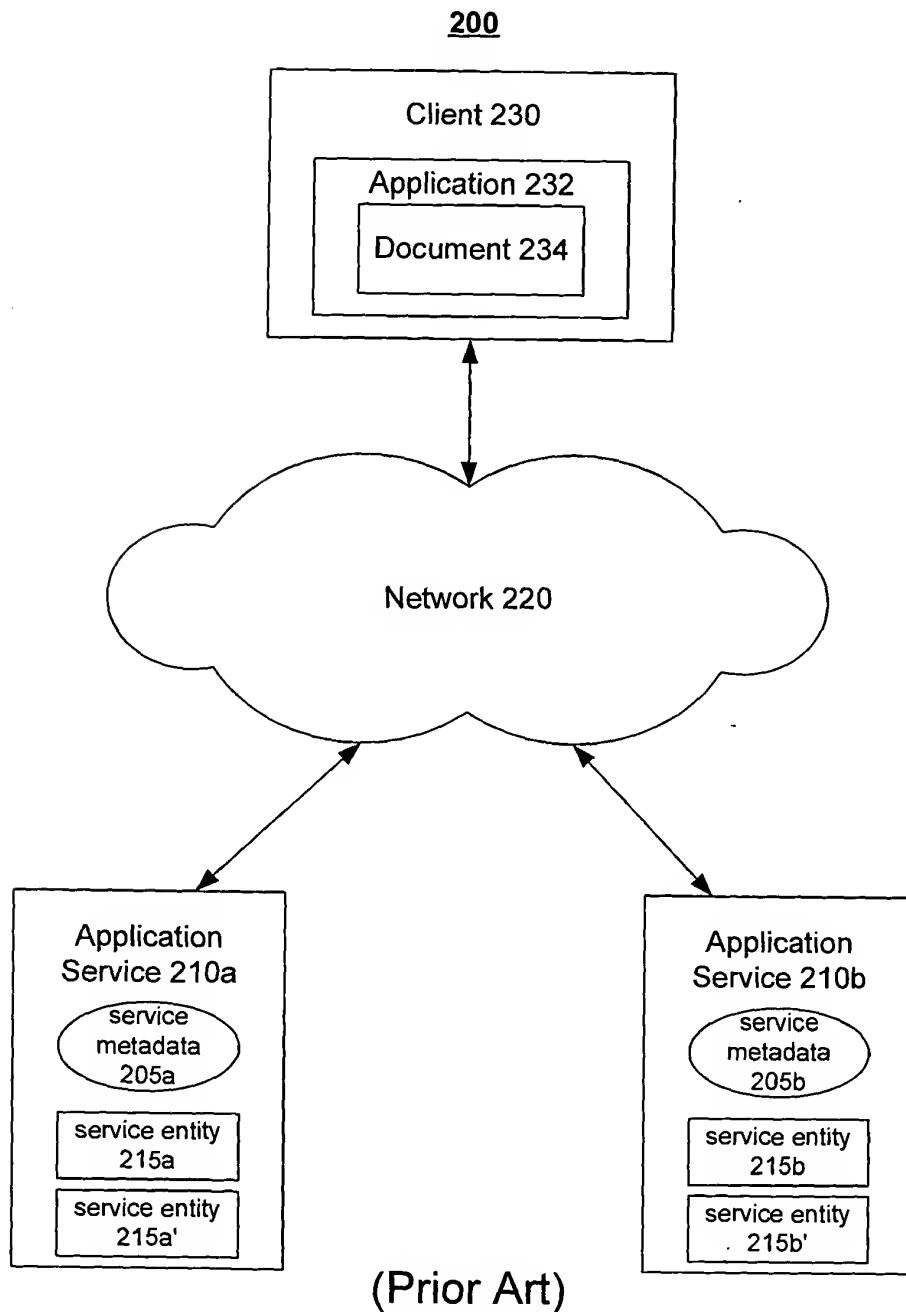 200
Client 230
Application 232
Document 234
Network 220
Application
Service 210a
service
metadata
205a
service entity
215a
service entity
215a'
Application
Service 210b
service
metadata
205b
service entity
215b
service entity
215b'
(Prior Art)